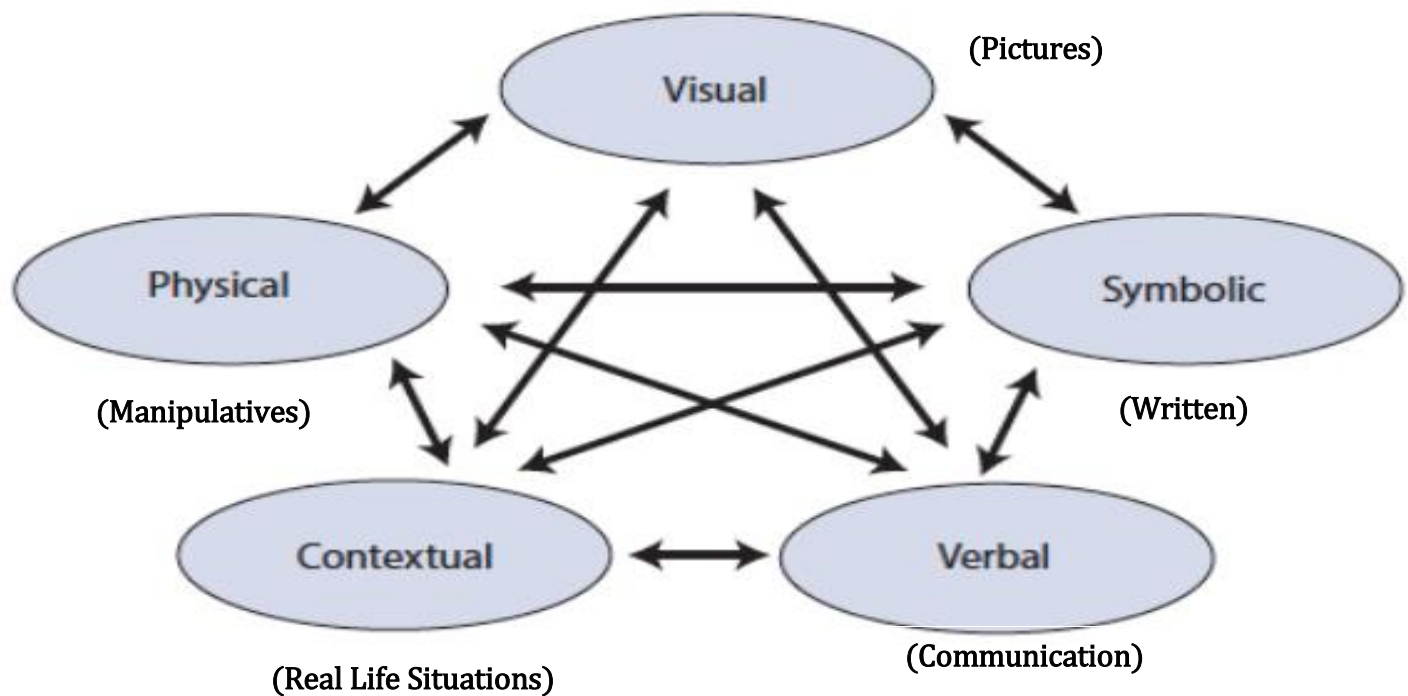 Visual
(Pictures)
Physical
Symbolic
(Manipulatives)
(Written)
Contextual
Verbal
(Real Life Situations)
(Communication)